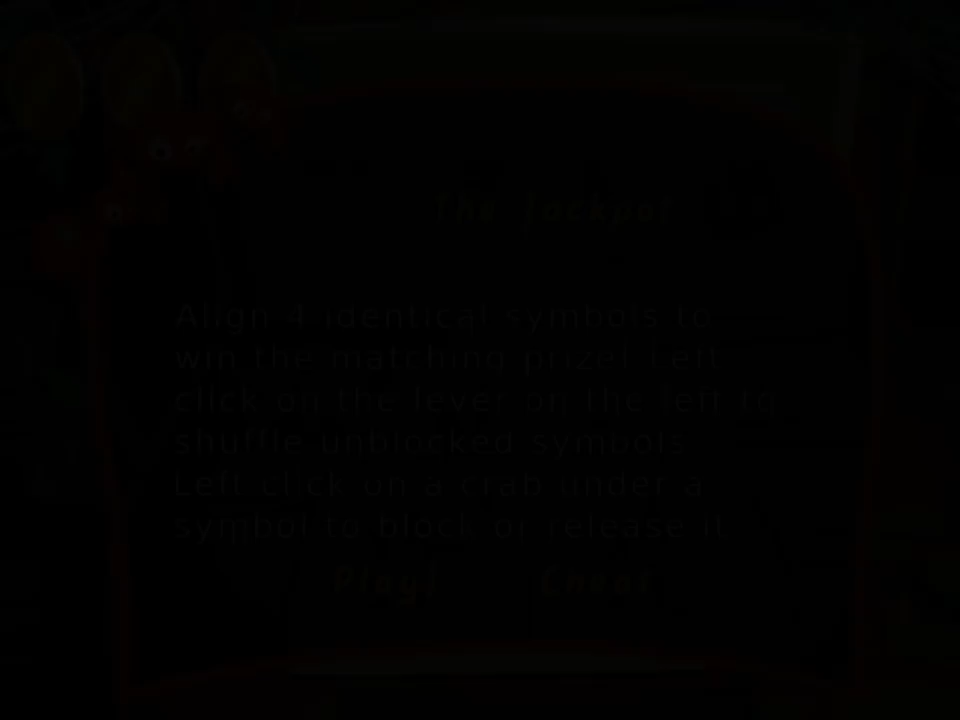 The Jackpot
Align 4 identical symbols to
win the matching prize! Left
click on the lever on the left to
shuffle unblocked symbols.
Left click on a crab under a
symbol to block or release it.
Play! Cheat